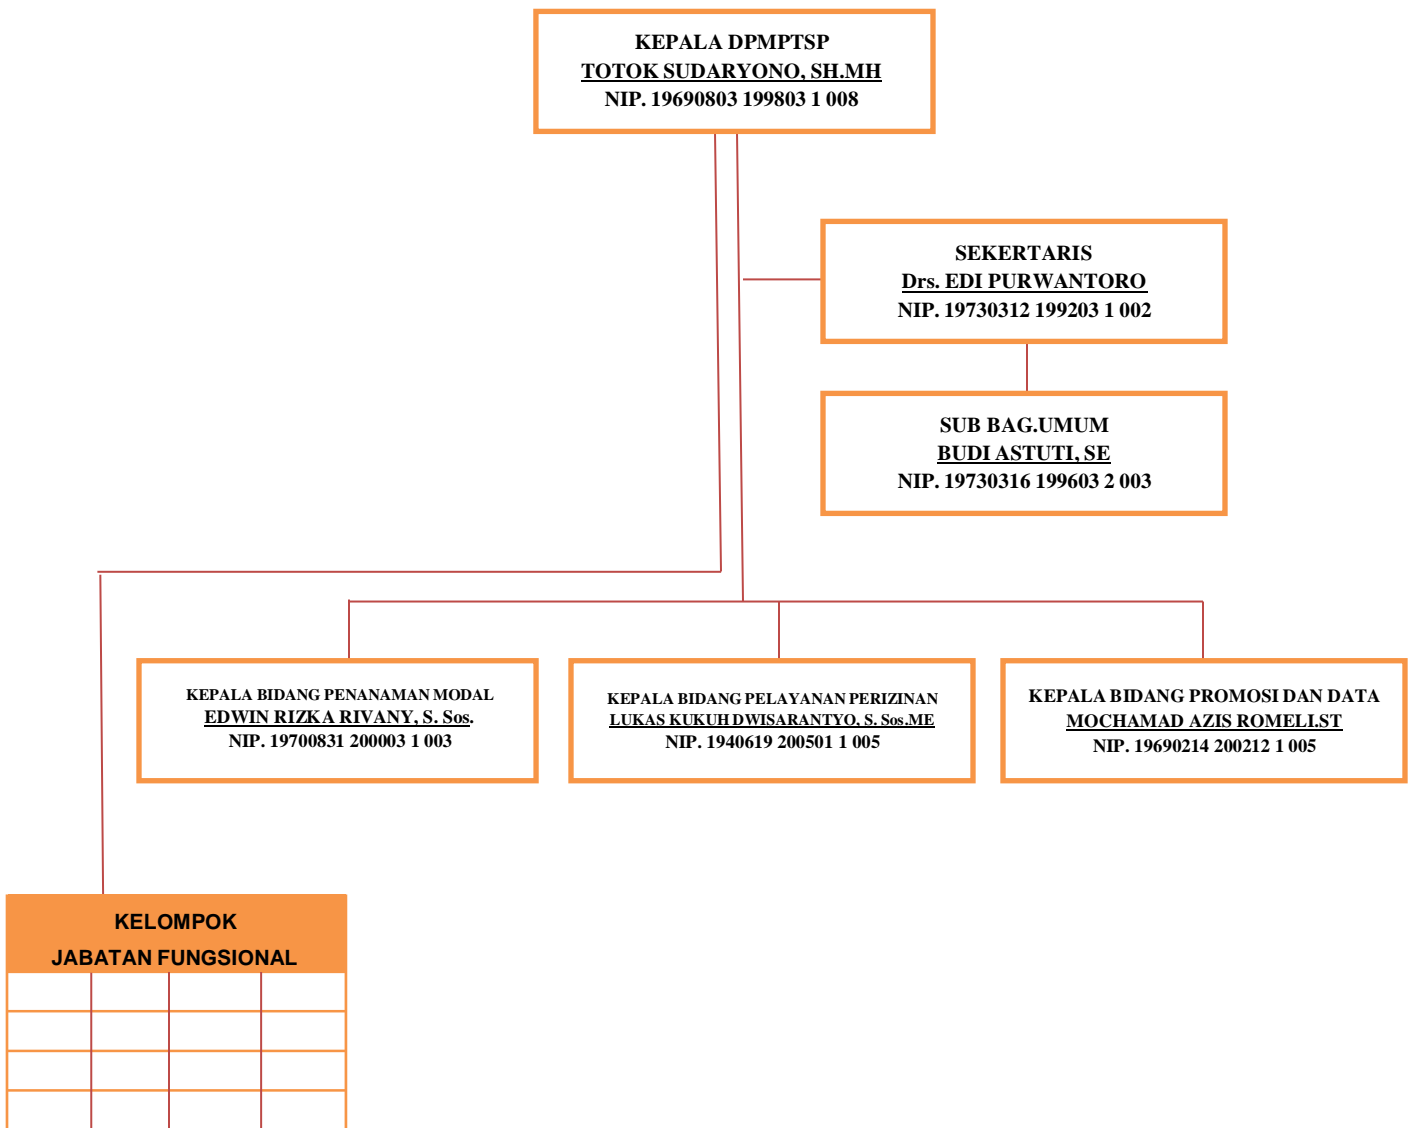 KEPALA DPMPTSP
TOTOK SUDARYONO, SH.MH
NIP. 19690803 199803 1 008
SEKERTARIS
Drs. EDI PURWANTORO
NIP. 19730312 199203 1 002
SUB BAG.UMUM
BUDI ASTUTI, SE
NIP. 19730316 199603 2 003
KEPALA BIDANG PENANAMAN MODAL
EDWIN RIZKA RIVANY, S. Sos.
NIP. 19700831 200003 1 003
KEPALA BIDANG PELAYANAN PERIZINAN
LUKAS KUKUH DWISARANTYO, S. Sos.ME
NIP. 1940619 200501 1 005
KEPALA BIDANG PROMOSI DAN DATA
MOCHAMAD AZIS ROMELI.ST
NIP. 19690214 200212 1 005
KELOMPOK
JABATAN FUNGSIONAL